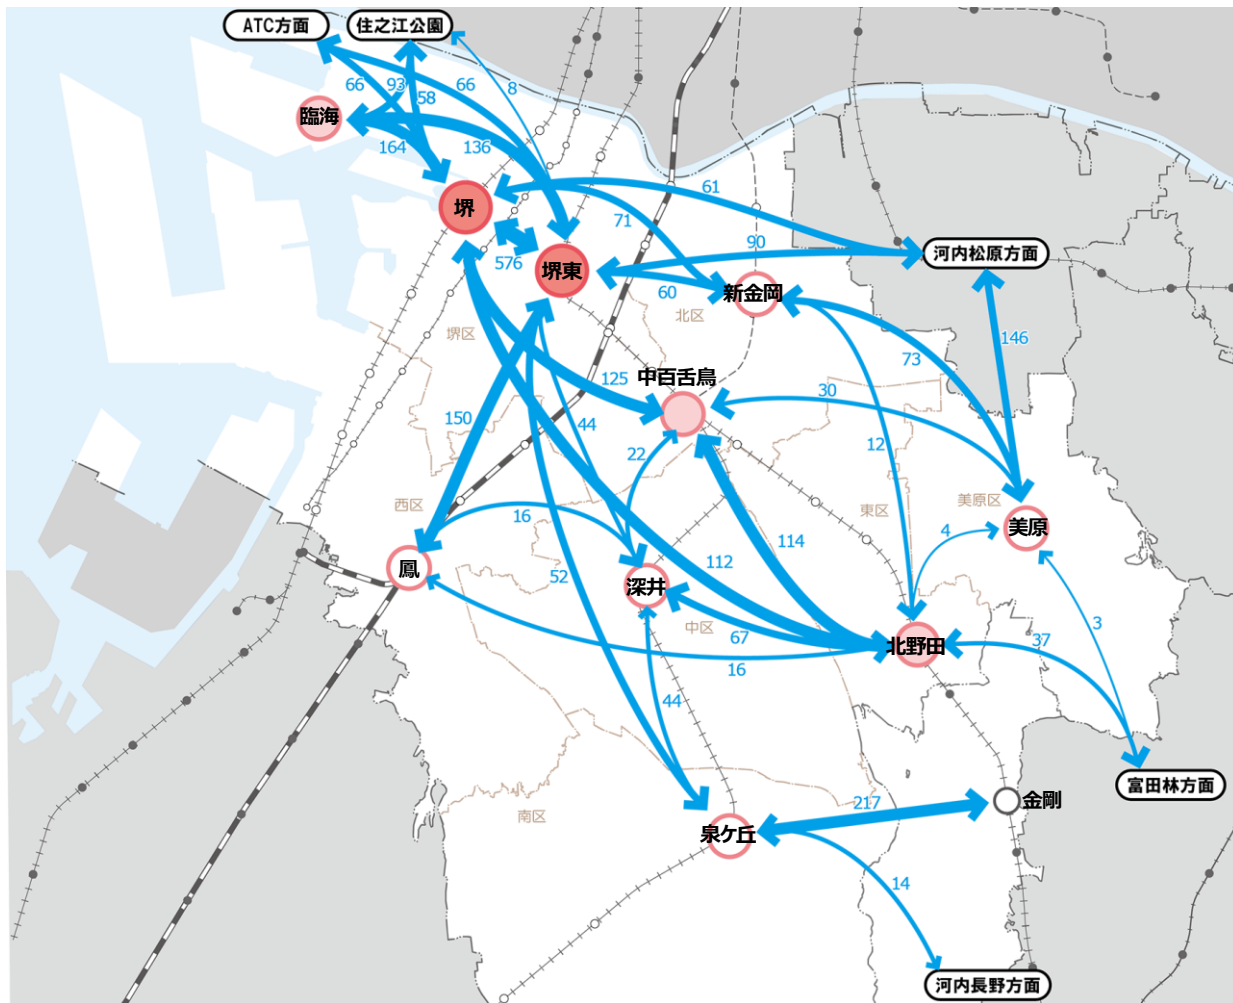 ATC方面
住之江公園
66
93
66
8
58
臨海
164
136
堺
61
71
576
90
堺東
河内松原方面
60
新金岡
北区
堺区
146
73
中百舌鳥
125
30
150
44
12
22
美原区
西区
東区
16
美原
4
114
112
鳳
52
深井
中区
67
3
北野田
37
16
44
富田林方面
217
金剛
南区
泉ケ丘
14
河内長野方面